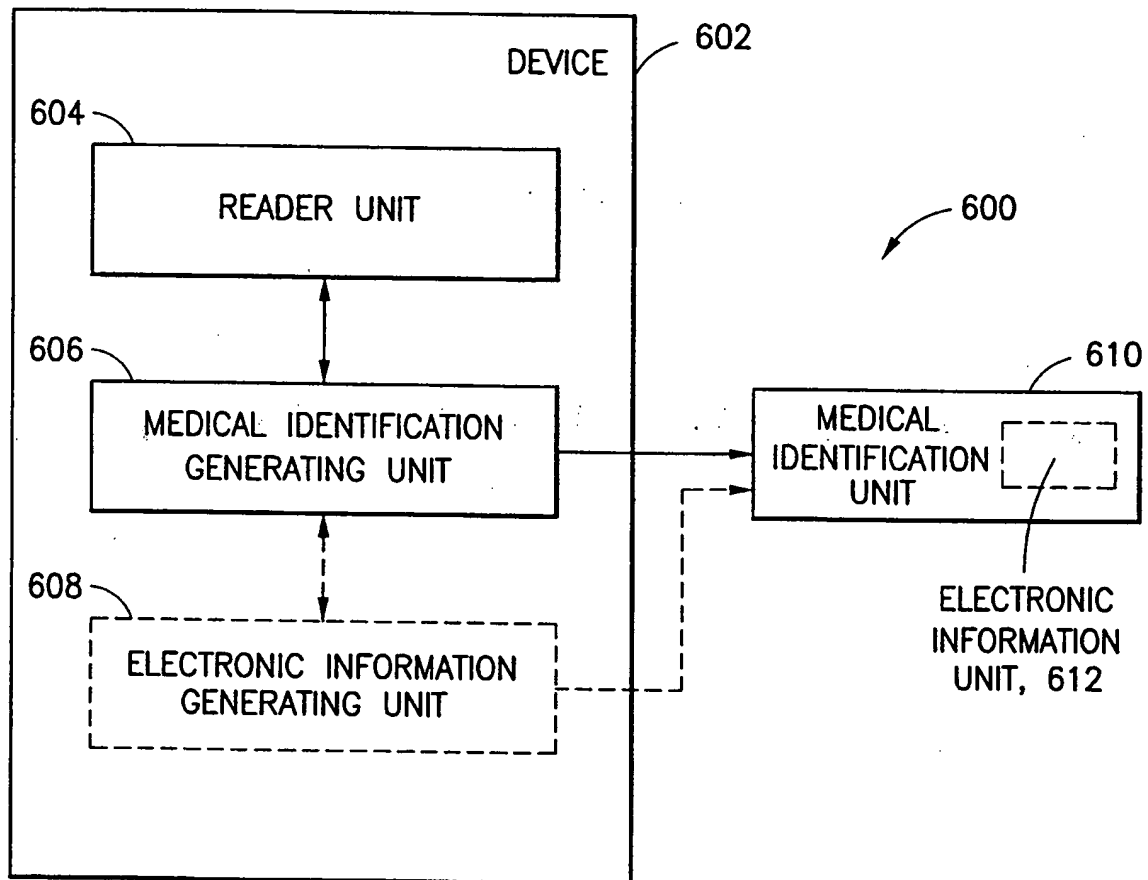 602
DEVICE
604
READER UNIT
600
606
MEDICAL IDENTIFICATION
GENERATING UNIT
610
MEDICAL
IDENTIFICATION
UNIT
608
ELECTRONIC INFORMATION
GENERATING UNIT
ELECTRONIC
INFORMATION
UNIT, 612